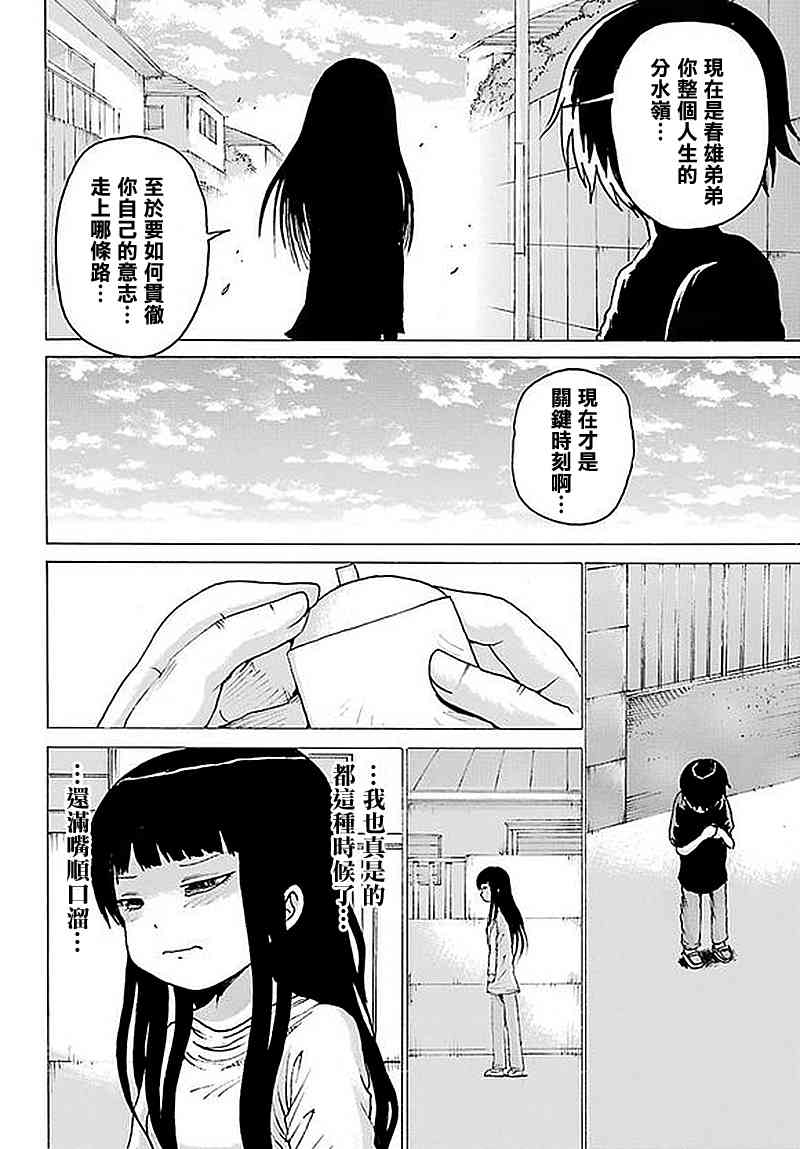 現在是春雄弟弟
你整個人生的
分水嶺…
至於要如何貫徹
你自己的意志…
走上哪條路…
現在才是
關鍵時刻啊…
…我也真是的
都這種時候了…
…還滿嘴順口溜…